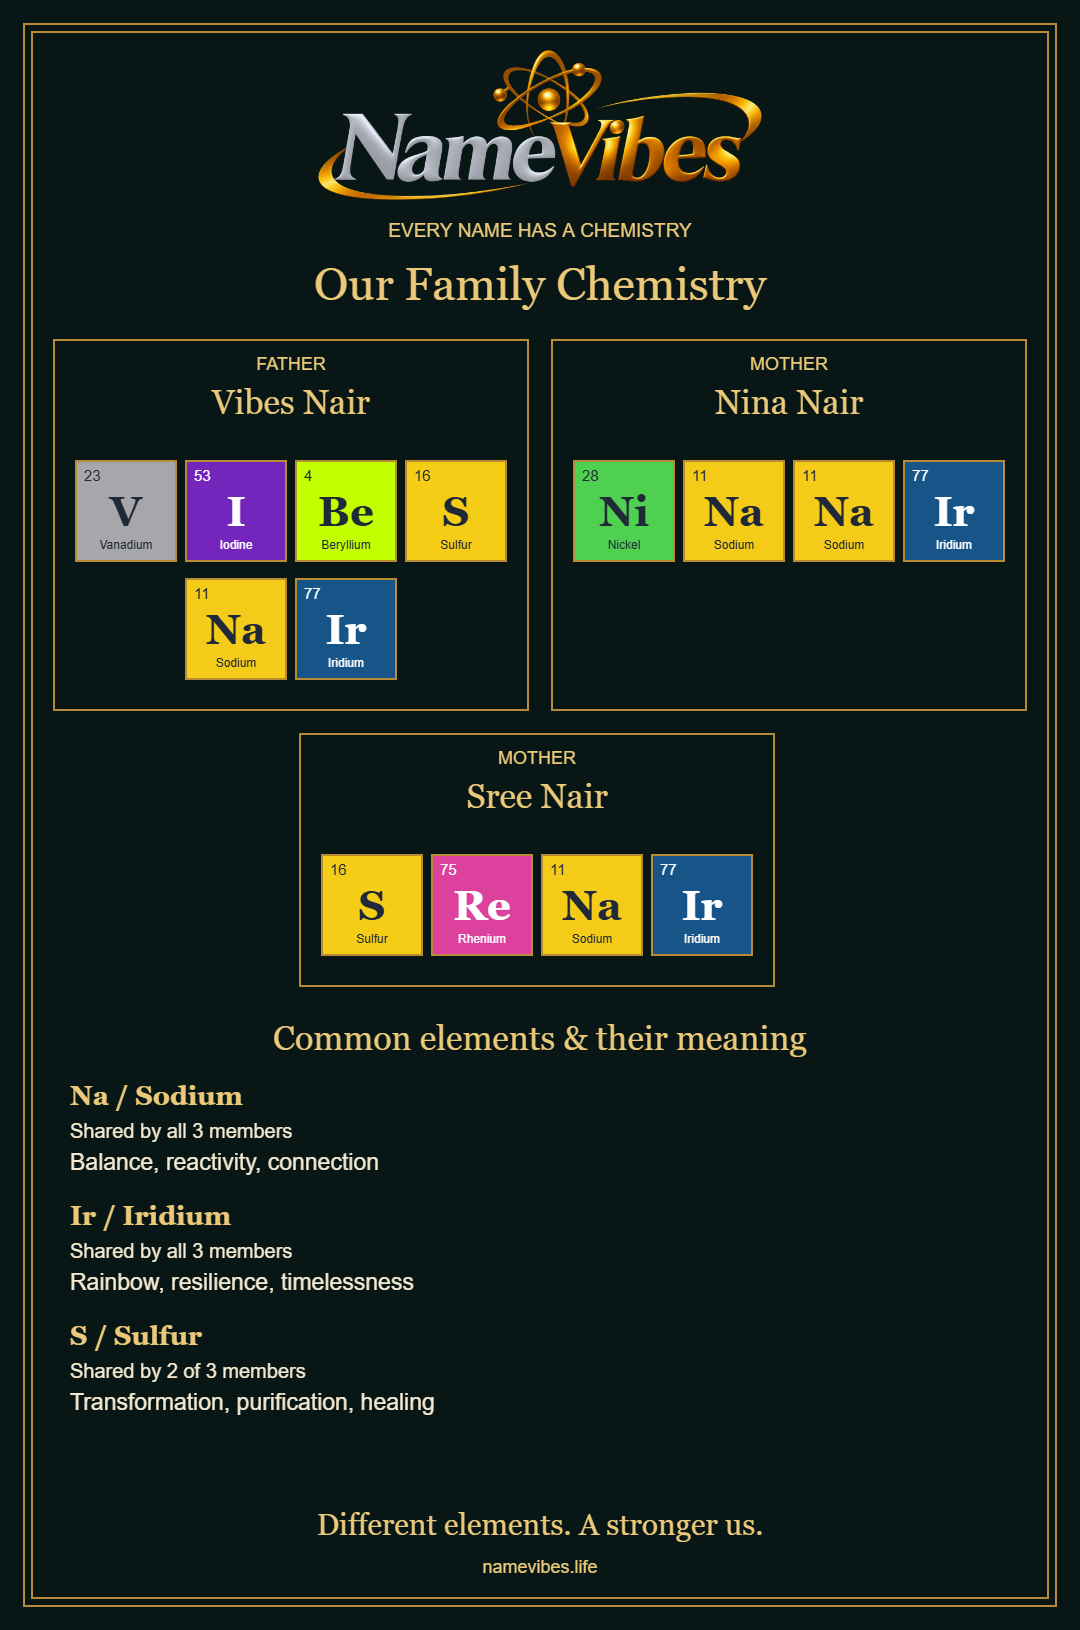 NameVibes
EVERY NAME HAS A CHEMISTRY
Our Family Chemistry
FATHER
Vibes Nair
23
V
Vanadium
53
I
Iodine
4
Be
Beryllium
16
S
Sulfur
11
Na
Sodium
77
Ir
Iridium
MOTHER
Nina Nair
28
Ni
Nickel
11
Na
Sodium
11
Na
Sodium
77
Ir
Iridium
MOTHER
Sree Nair
16
S
Sulfur
75
Re
Rhenium
11
Na
Sodium
77
Ir
Iridium
Common elements & their meaning
Na / Sodium
Shared by all 3 members
Balance, reactivity, connection
Ir / Iridium
Shared by all 3 members
Rainbow, resilience, timelessness
S / Sulfur
Shared by 2 of 3 members
Transformation, purification, healing
Different elements. A stronger us.
namevibes.life